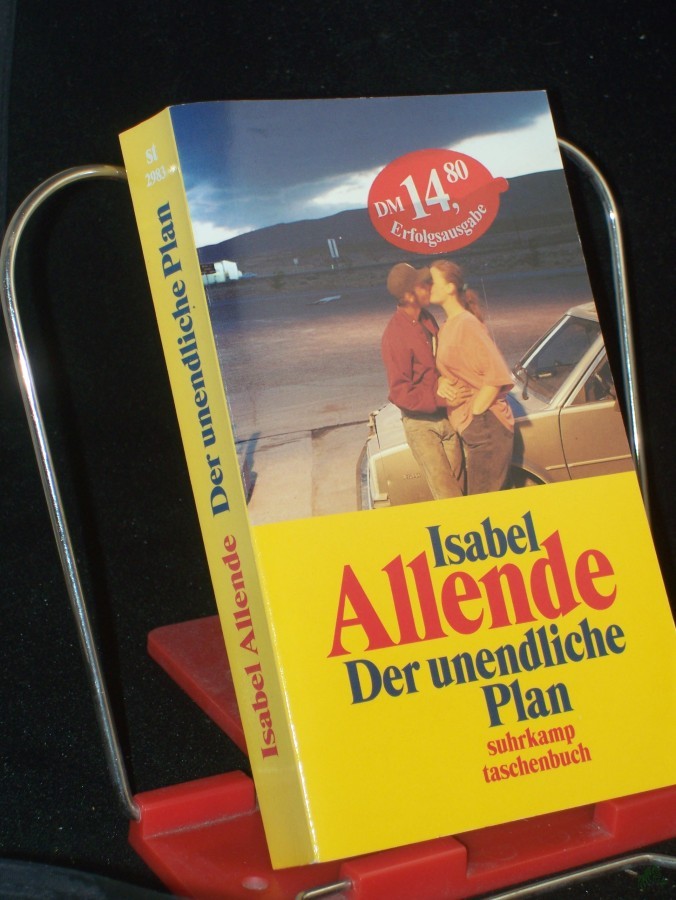 st
2983
Isabel Allende Der unendliche Plan
DM 14,80
Erfolgsausgabe
Isabel
Allende
Der unendliche
Plan
suhrkamp
taschenbuch